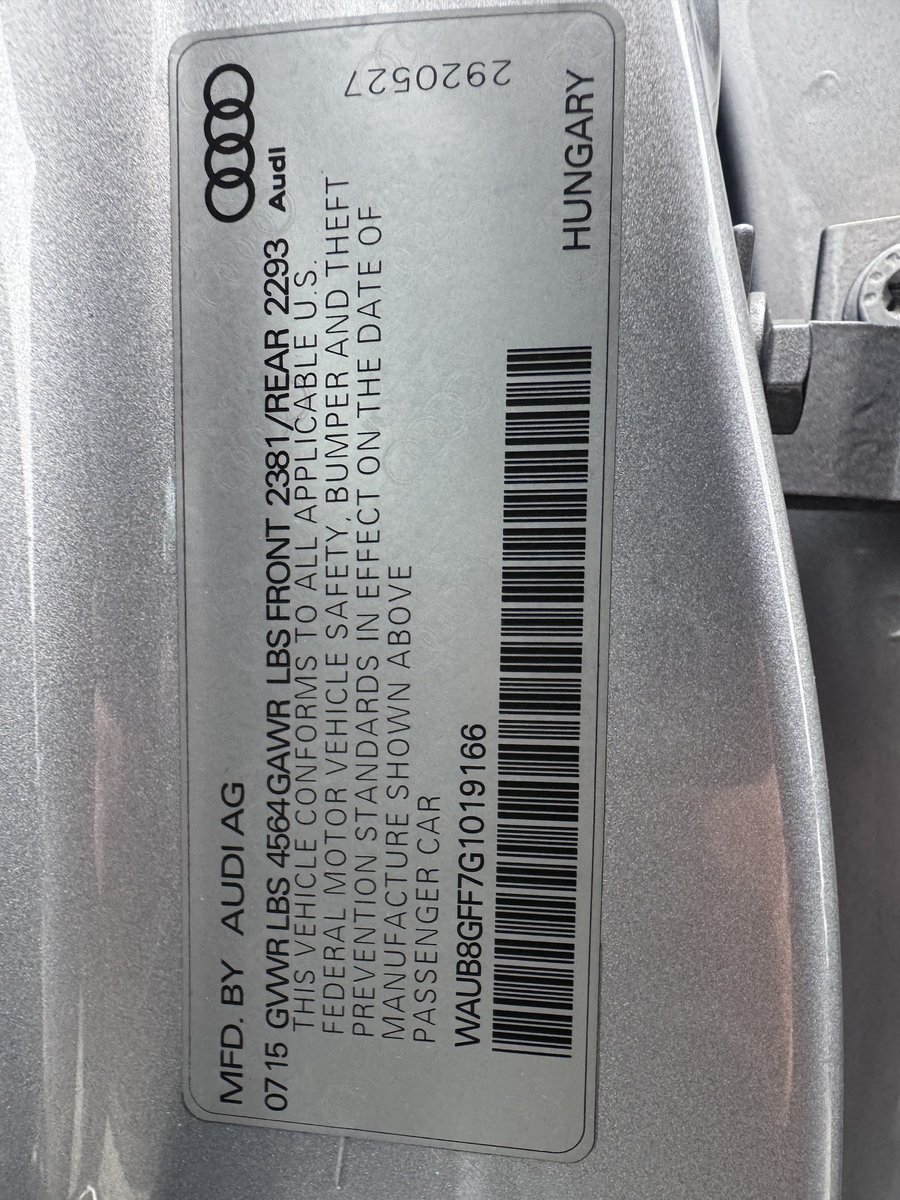 MFD. BY AUDI AG
Audi
2920527
07 15 GVWR LBS 4564 GAWR LBS FRONT 2381/REAR 2293
THIS VEHICLE CONFORMS TO ALL APPLICABLE U.S.
FEDERAL MOTOR VEHICLE SAFETY, BUMPER AND THEFT
PREVENTION STANDARDS IN EFFECT ON THE DATE OF
MANUFACTURE SHOWN ABOVE
PASSENGER CAR
WAUB8GFF7G1019166
HUNGARY